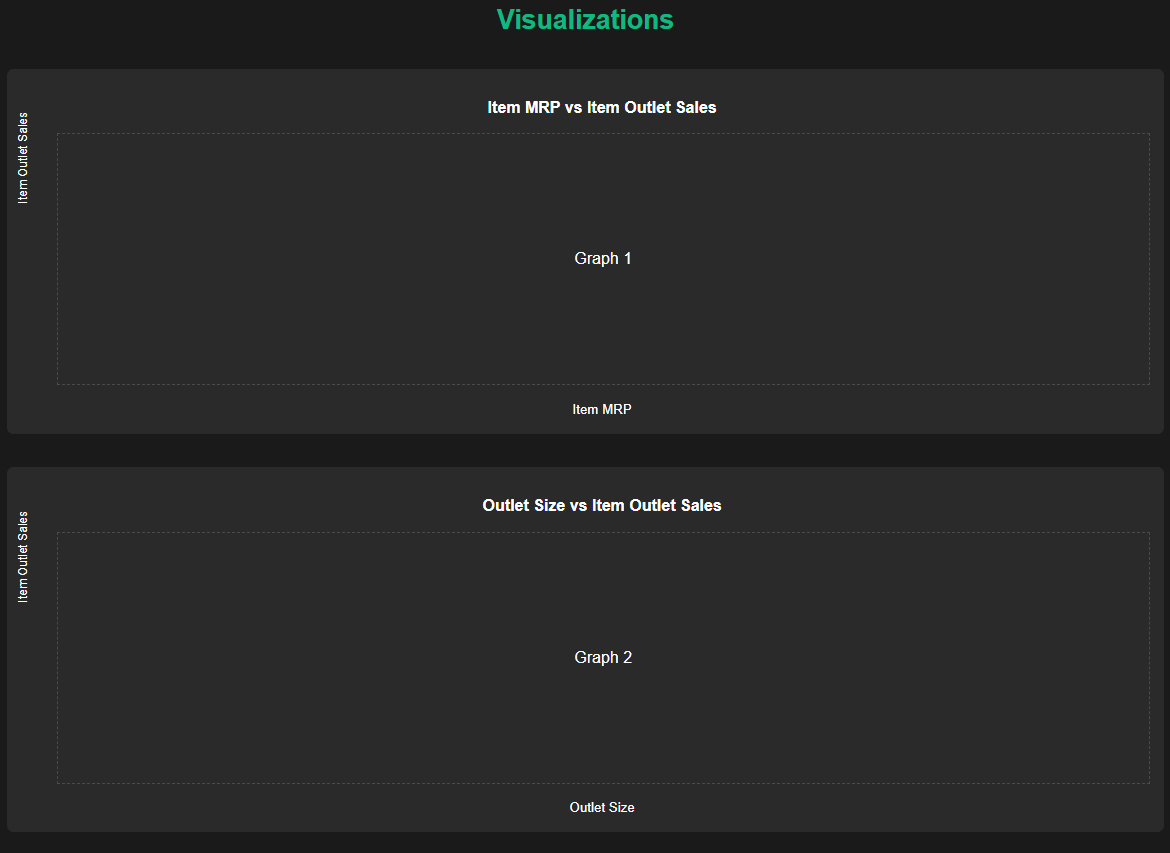 Visualizations
Item MRP vs Item Outlet Sales
Item Outlet Sales
Graph 1
Item MRP
Outlet Size vs Item Outlet Sales
Item Outlet Sales
Graph 2
Outlet Size